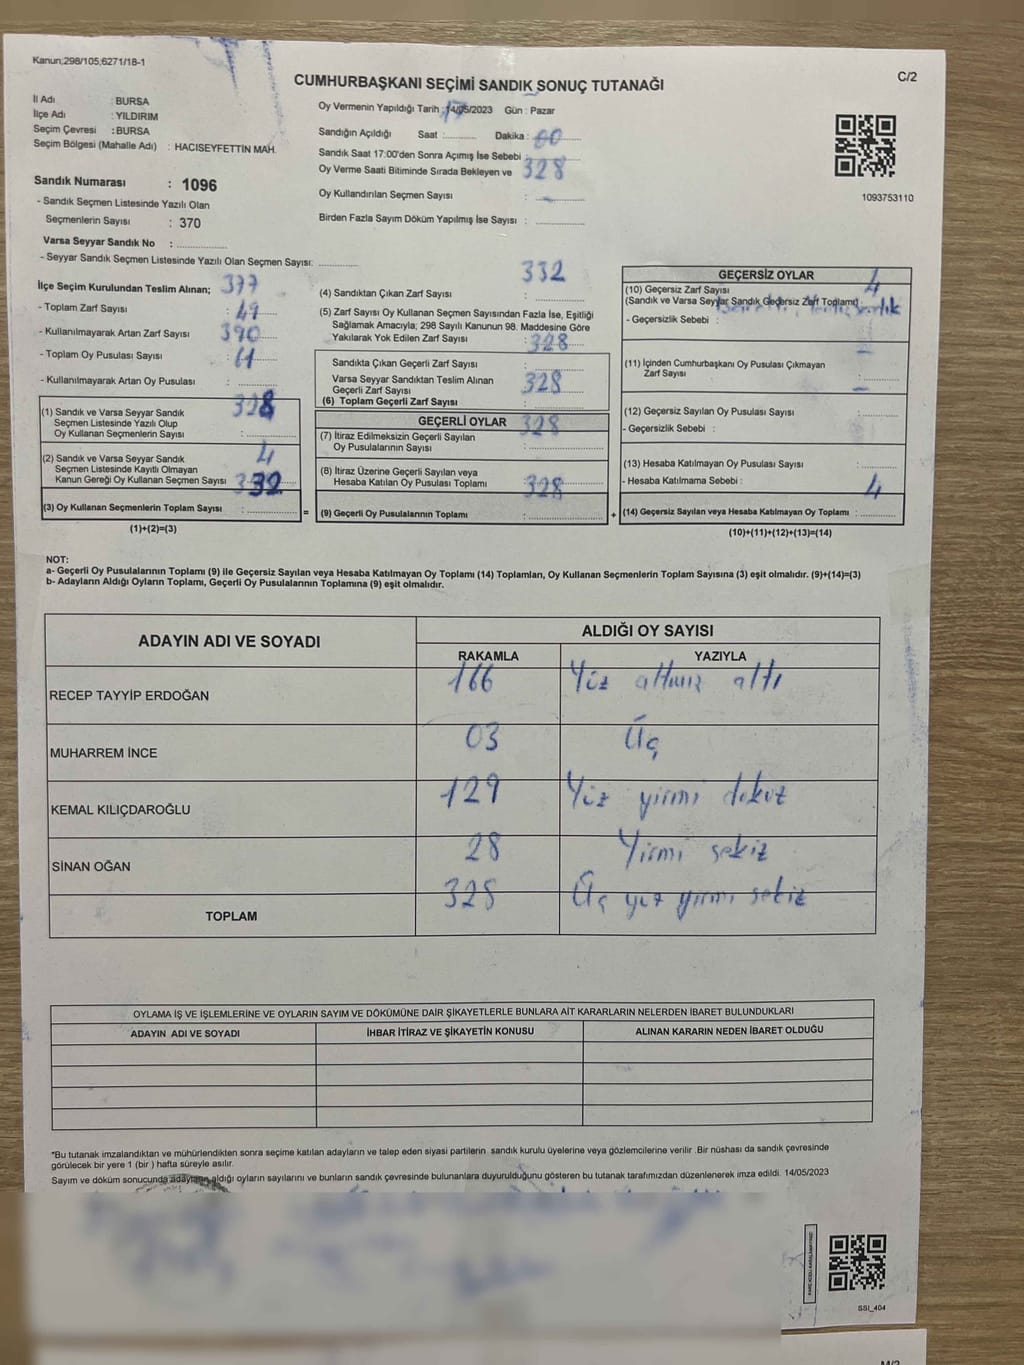 Kanun;298/105;6271/18-1
C/2
CUMHURBAŞKANI SEÇİMİ SANDIK SONUÇ TUTANAĞI
İl Adı : BURSA
İlçe Adı : YILDIRIM
Seçim Çevresi : BURSA
Seçim Bölgesi (Mahalle Adı) : HACISEYFETTİN MAH.
Sandık Numarası : 1096
- Sandık Seçmen Listesinde Yazılı Olan
Seçmenlerin Sayısı : 370
Varsa Seyyar Sandık No :
- Seyyar Sandık Seçmen Listesinde Yazılı Olan Seçmen Sayısı:
Oy Vermenin Yapıldığı Tarih : 14/05/2023 Gün : Pazar
17
Sandığın Açıldığı Saat : Dakika : 00
Sandık Saat 17:00'den Sonra Açımış İse Sebebi :
Oy Verme Saati Bitiminde Sırada Bekleyen ve 328
Oy Kullandırılan Seçmen Sayısı :
Birden Fazla Sayım Döküm Yapılmış İse Sayısı :
1093753110
İlçe Seçim Kurulundan Teslim Alınan; 377
- Toplam Zarf Sayısı : 49
- Kullanılmayarak Artan Zarf Sayısı : 390
- Toplam Oy Pusulası Sayısı : 61
- Kullanılmayarak Artan Oy Pusulası :
328
(1) Sandık ve Varsa Seyyar Sandık
Seçmen Listesinde Yazılı Olup
Oy Kullanan Seçmenlerin Sayısı :
4
(2) Sandık ve Varsa Seyyar Sandık
Seçmen Listesinde Kayıtlı Olmayan
Kanun Gereği Oy Kullanan Seçmen Sayısı 332
(3) Oy Kullanan Seçmenlerin Toplam Sayısı :
(1)+(2)=(3)
332
(4) Sandıktan Çıkan Zarf Sayısı :
(5) Zarf Sayısı Oy Kullanan Seçmen Sayısından Fazla İse, Eşitliği
Sağlamak Amacıyla; 298 Sayılı Kanunun 98. Maddesine Göre
Yakılarak Yok Edilen Zarf Sayısı : 328
Sandıkta Çıkan Geçerli Zarf Sayısı :
Varsa Seyyar Sandıktan Teslim Alınan 328
Geçerli Zarf Sayısı :
(6) Toplam Geçerli Zarf Sayısı :
GEÇERLİ OYLAR 328
(7) İtiraz Edilmeksizin Geçerli Sayılan
Oy Pusulalarının Sayısı :
(8) İtiraz Üzerine Geçerli Sayılan veya
Hesaba Katılan Oy Pusulası Toplamı : 328
= (9) Geçerli Oy Pusulalarının Toplamı : +
GEÇERSİZ OYLAR 4
(10) Geçersiz Zarf Sayısı
(Sandık ve Varsa Seyyar Sandık Geçersiz Zarf Toplamı)
- Geçersizlik Sebebi :
(11) İçinden Cumhurbaşkanı Oy Pusulası Çıkmayan
Zarf Sayısı :
(12) Geçersiz Sayılan Oy Pusulası Sayısı :
- Geçersizlik Sebebi :
(13) Hesaba Katılmayan Oy Pusulası Sayısı :
- Hesaba Katılmama Sebebi : 4
(14) Geçersiz Sayılan veya Hesaba Katılmayan Oy Toplamı :
(10)+(11)+(12)+(13)=(14)
NOT:
a- Geçerli Oy Pusulalarının Toplamı (9) ile Geçersiz Sayılan veya Hesaba Katılmayan Oy Toplamı (14) Toplamları, Oy Kullanan Seçmenlerin Toplam Sayısına (3) eşit olmalıdır. (9)+(14)=(3)
b- Adayların Aldığı Oyların Toplamı, Geçerli Oy Pusulalarının Toplamına (9) eşit olmalıdır.
ADAYIN ADI VE SOYADI ALDIĞI OY SAYISI
RAKAMLA YAZIYLA
RECEP TAYYİP ERDOĞAN 166 Yüz altmış altı
MUHARREM İNCE 03 Üç
KEMAL KILIÇDAROĞLU 129 Yüz yirmi dokuz
SİNAN OĞAN 28 Yirmi sekiz
TOPLAM 328 Üç yüz yirmi sekiz
OYLAMA İŞ VE İŞLEMLERİNE VE OYLARIN SAYIM VE DÖKÜMÜNE DAİR ŞİKAYETLERLE BUNLARA AİT KARARLARIN NELERDEN İBARET BULUNDUKLARI
ADAYIN ADI VE SOYADI İHBAR İTİRAZ VE ŞİKAYETİN KONUSU ALINAN KARARIN NEDEN İBARET OLDUĞU
*Bu tutanak imzalandıktan ve mühürlendikten sonra seçime katılan adayların ve talep eden siyasi partilerin sandık kurulu üyelerine veya gözlemcilerine verilir .Bir nüshası da sandık çevresinde
görülecek bir yere 1 (bir ) hafta süreyle asılır.
Sayım ve döküm sonucunda adayların aldığı oyların sayılarını ve bunların sandık çevresinde bulunanlara duyurulduğunu gösteren bu tutanak tarafımızdan düzenlenerek imza edildi. 14/05/2023
SSI_404